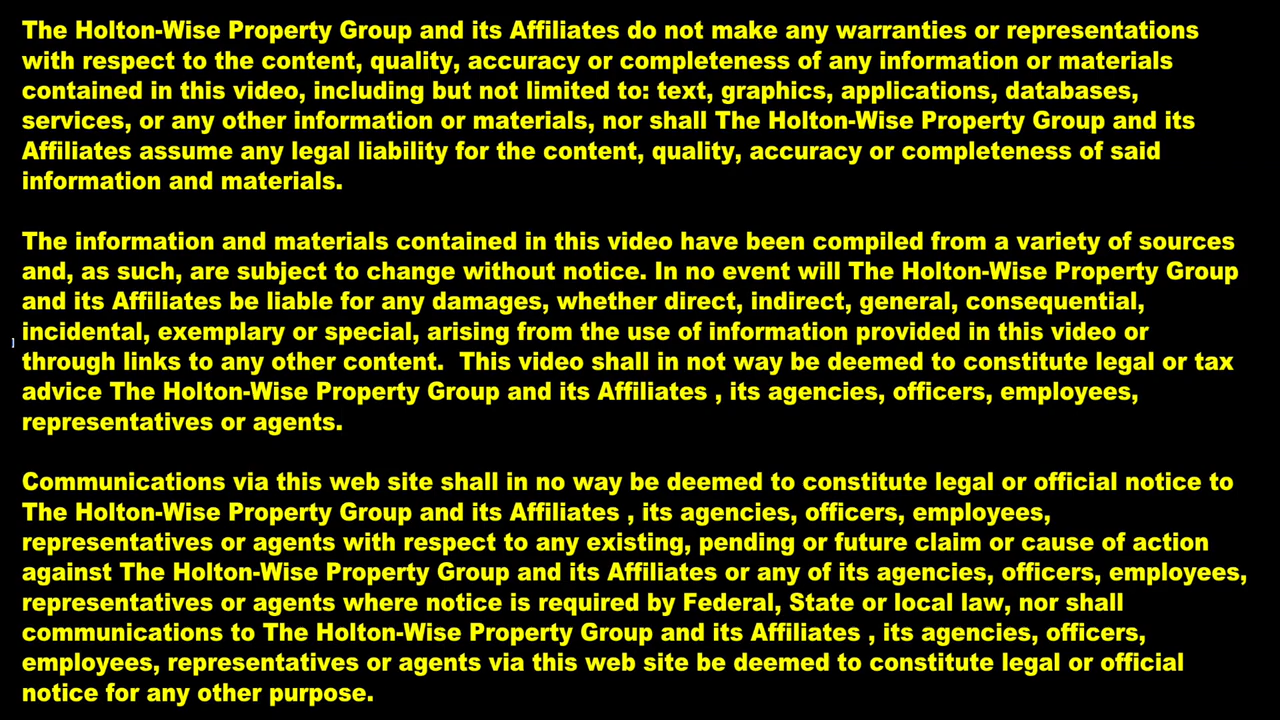 The Holton-Wise Property Group and its Affiliates do not make any warranties or representations
with respect to the content, quality, accuracy or completeness of any information or materials
contained in this video, including but not limited to: text, graphics, applications, databases,
services, or any other information or materials, nor shall The Holton-Wise Property Group and its
Affiliates assume any legal liability for the content, quality, accuracy or completeness of said
information and materials.
The information and materials contained in this video have been compiled from a variety of sources
and, as such, are subject to change without notice. In no event will The Holton-Wise Property Group
and its Affiliates be liable for any damages, whether direct, indirect, general, consequential,
incidental, exemplary or special, arising from the use of information provided in this video or
through links to any other content.  This video shall in not way be deemed to constitute legal or tax
advice The Holton-Wise Property Group and its Affiliates , its agencies, officers, employees,
representatives or agents.
Communications via this web site shall in no way be deemed to constitute legal or official notice to
The Holton-Wise Property Group and its Affiliates , its agencies, officers, employees,
representatives or agents with respect to any existing, pending or future claim or cause of action
against The Holton-Wise Property Group and its Affiliates or any of its agencies, officers, employees,
representatives or agents where notice is required by Federal, State or local law, nor shall
communications to The Holton-Wise Property Group and its Affiliates , its agencies, officers,
employees, representatives or agents via this web site be deemed to constitute legal or official
notice for any other purpose.